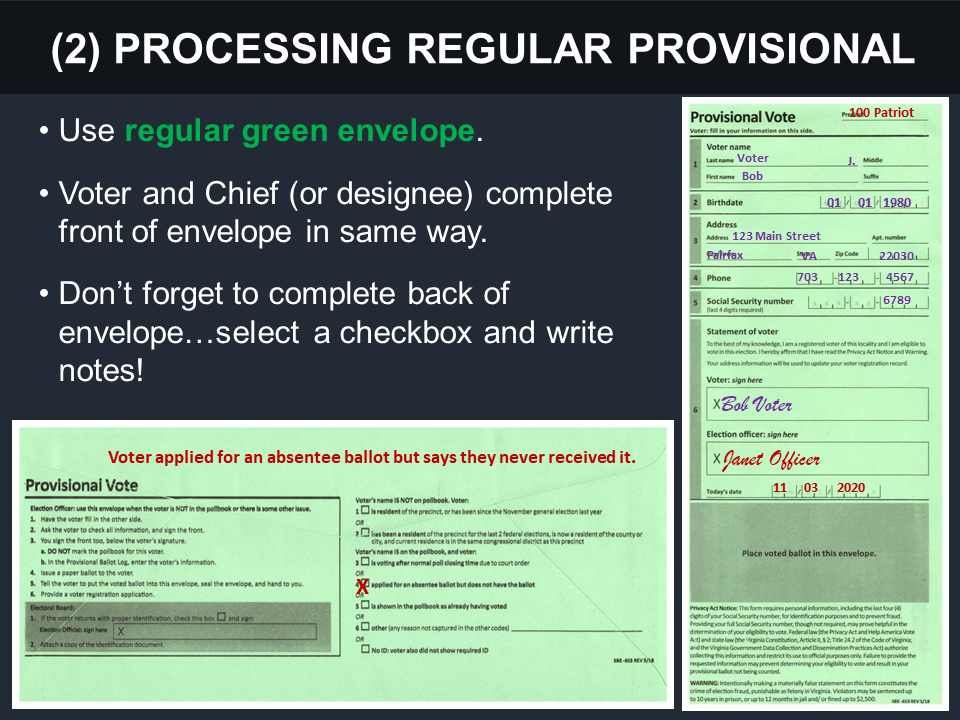 (2) PROCESSING REGULAR PROVISIONAL
• Use regular green envelope.
• Voter and Chief (or designee) complete
front of envelope in same way.
• Don’t forget to complete back of
envelope…select a checkbox and write
notes!
Voter applied for an absentee ballot but says they never received it.
Provisional Vote
Election Officer: use this envelope when the voter is NOT in the pollbook or there is some other issue.
1. Have the voter fill in the other side.
2. Ask the voter to check all information, and sign the front.
3. You sign the front too, below the voter's signature.
a. DO NOT mark the pollbook for this voter.
b. In the Provisional Ballot Log, enter the voter's information.
4. Issue a paper ballot to the voter.
5. Tell the voter to put the voted ballot into this envelope, seal the envelope, and hand to you.
6. Provide a voter registration application.
Electoral Board:
1. If the voter returns with proper identification, check this box ☐ and sign:
Election Official: sign here X
2. Attach a copy of the identification document.
Voter's name IS NOT on pollbook. Voter:
1 ☐ Is resident of the precinct, or has been since the November general election last year
OR
2 ☐ has been a resident of the precinct for the last 2 federal elections, is now a resident of the county or
city, and current residence is in the same congressional district as this precinct
Voter's name IS on the pollbook, and voter:
3 ☐ is voting after normal poll closing time due to court order
OR
4 X applied for an absentee ballot but does not have the ballot
OR
5 ☐ is shown in the pollbook as already having voted
OR
6 ☐ other (any reason not captured in the other codes)
OR
☐ No ID: voter also did not show required ID
SBE-653 REV 5/18
Provisional Vote
Precinct 100 Patriot
Voter: fill in your information on this side.
1 Voter name
Last name Voter J. Middle
First name Bob Suffix
2 Birthdate 01 / 01 / 1980
3 Address
Address 123 Main Street Apt. number
Fairfax State VA Zip Code 22030
4 Phone 703 - 123 - 4567
5 Social Security number - - 6789
(last 4 digits required)
6 Statement of voter
To the best of my knowledge, I am a registered voter of this locality and I am eligible to
vote in this election. I hereby affirm that I have read the Privacy Act Notice and Warning.
Your address information will be used to update your voter registration record.
Voter: sign here
X Bob Voter
Election officer: sign here
X Janet Officer
Today's date 11 / 03 / 2020
Place voted ballot in this envelope.
Privacy Act Notice: This form requires personal information, including the last four (4)
digits of your Social Security number, for identification purposes and to prevent fraud.
Providing your full Social Security number, though not required, may prove helpful in the
determination of your eligibility to vote. Federal law (the Privacy Act and Help America Vote
Act) and state law (the Virginia Constitution, Article II, § 2; Title 24.2 of the Code of Virginia;
and the Virginia Government Data Collection and Dissemination Practices Act) authorize
collecting this information and restrict its use to official purposes only. Failure to provide the
requested information may prevent determining your eligibility to vote and result in your
provisional ballot not being counted.
WARNING: Intentionally making a materially false statement on this form constitutes the
crime of election fraud, punishable as felony in Virginia. Violators may be sentenced up
to 10 years in prison, or up to 12 months in jail and/ or fined up to $2,500. SBE-653 REV 5/18